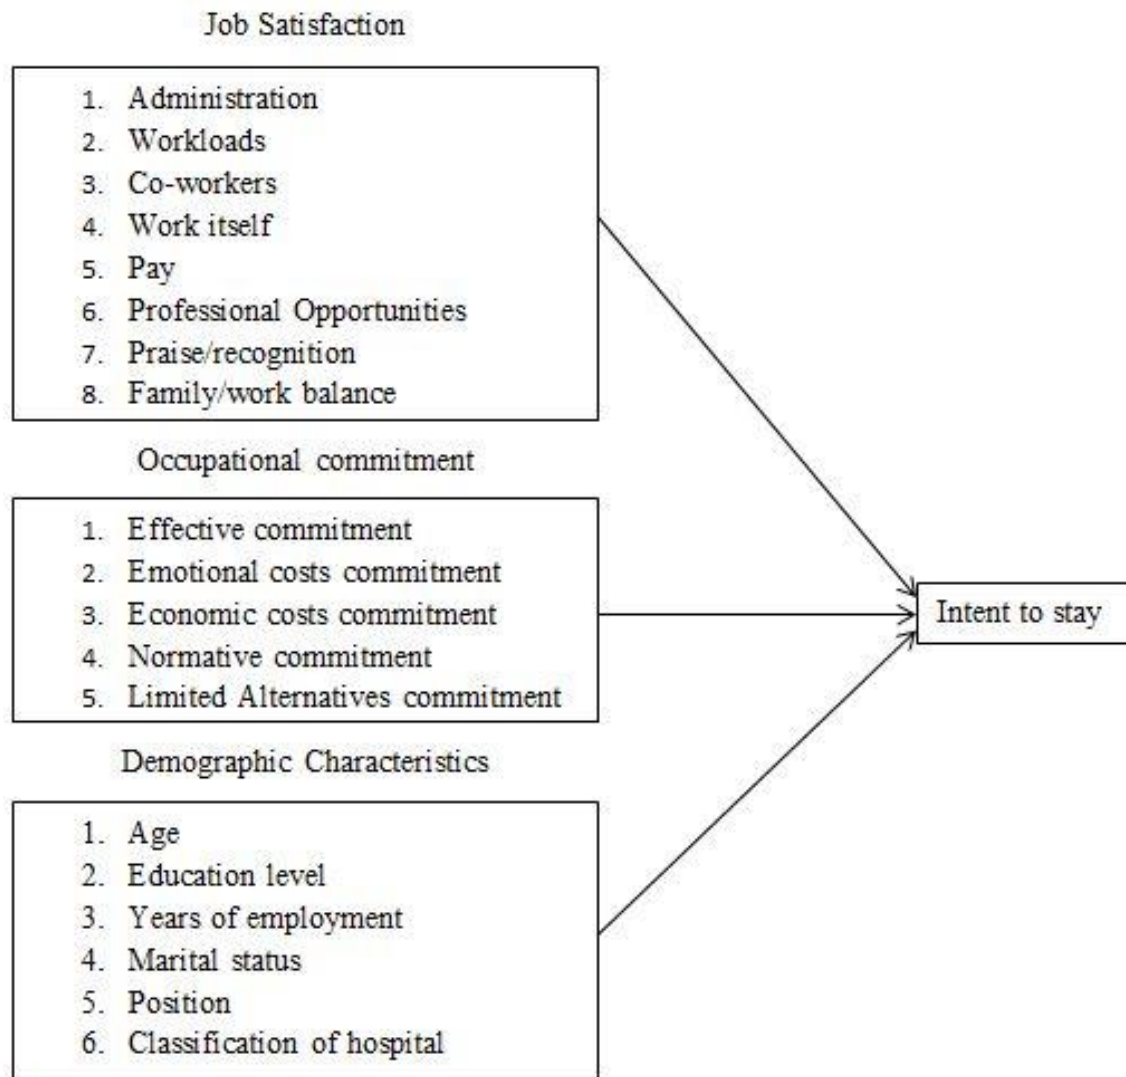 Job Satisfaction
1. Administration
2. Workloads
3. Co-workers
4. Work itself
5. Pay
6. Professional Opportunities
7. Praise/recognition
8. Family/work balance
Occupational commitment
1. Effective commitment
2. Emotional costs commitment
3. Economic costs commitment
4. Normative commitment
5. Limited Alternatives commitment
Intent to stay
Demographic Characteristics
1. Age
2. Education level
3. Years of employment
4. Marital status
5. Position
6. Classification of hospital